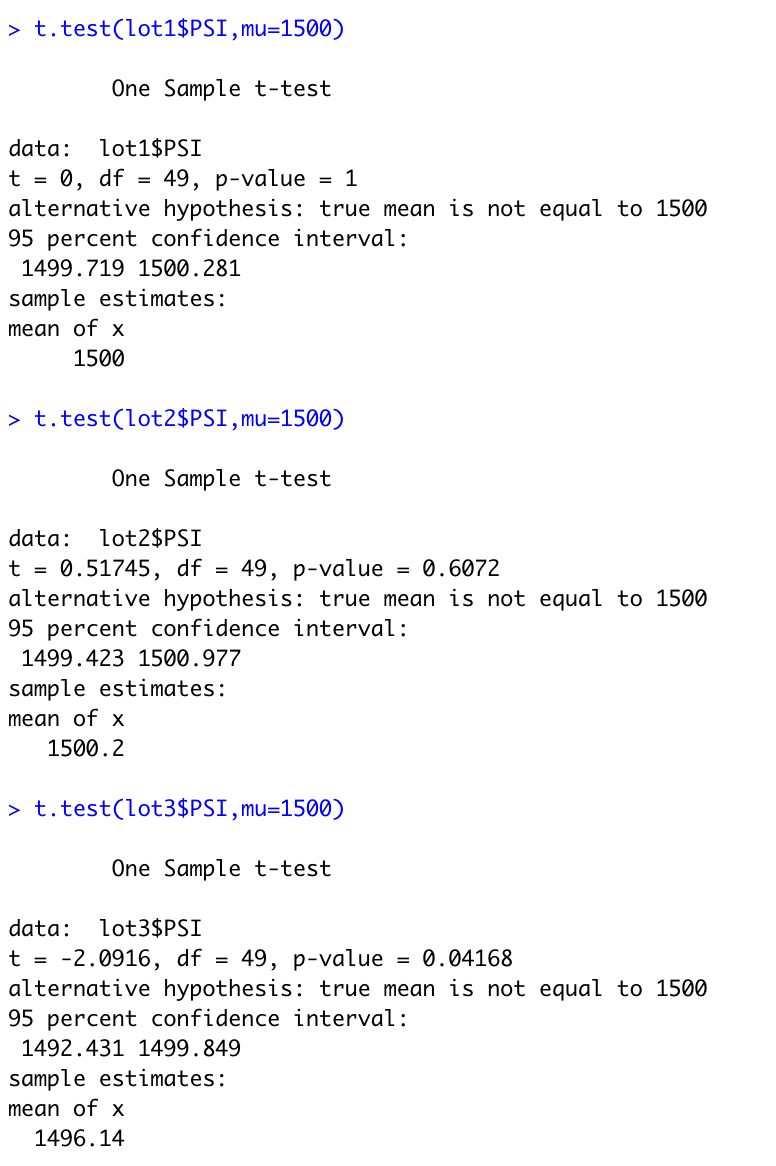 > t.test(lot1$PSI,mu=1500)
One Sample t-test
data:  lot1$PSI
t = 0, df = 49, p-value = 1
alternative hypothesis: true mean is not equal to 1500
95 percent confidence interval:
1499.719 1500.281
sample estimates:
mean of x
1500
> t.test(lot2$PSI,mu=1500)
One Sample t-test
data:  lot2$PSI
t = 0.51745, df = 49, p-value = 0.6072
alternative hypothesis: true mean is not equal to 1500
95 percent confidence interval:
1499.423 1500.977
sample estimates:
mean of x
1500.2
> t.test(lot3$PSI,mu=1500)
One Sample t-test
data:  lot3$PSI
t = -2.0916, df = 49, p-value = 0.04168
alternative hypothesis: true mean is not equal to 1500
95 percent confidence interval:
1492.431 1499.849
sample estimates:
mean of x
1496.14